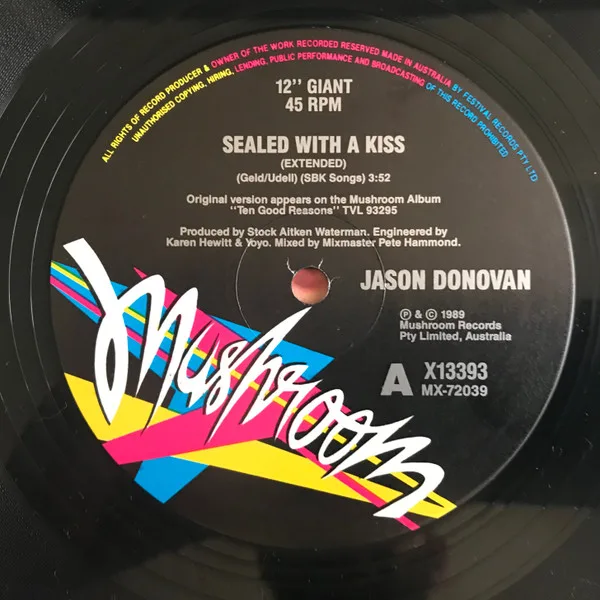 ALL RIGHTS OF RECORD PRODUCER & OWNER OF THE WORK RECORDED RESERVED MADE IN AUSTRALIA BY FESTIVAL RECORDS PTY LTD
UNAUTHORISED COPYING, HIRING, LENDING, PUBLIC PERFORMANCE AND BROADCASTING OF THIS RECORD PROHIBITED
12'' GIANT
45 RPM
SEALED WITH A KISS
(EXTENDED)
(Geld/Udell) (SBK Songs) 3:52
Original version appears on the Mushroom Album
"Ten Good Reasons" TVL 93295
Produced by Stock Aitken Waterman. Engineered by
Karen Hewitt & Yoyo. Mixed by Mixmaster Pete Hammond.
JASON DONOVAN
℗ & © 1989
Mushroom Records
Pty Limited, Australia
A X13393
MX-72039
Mushroom